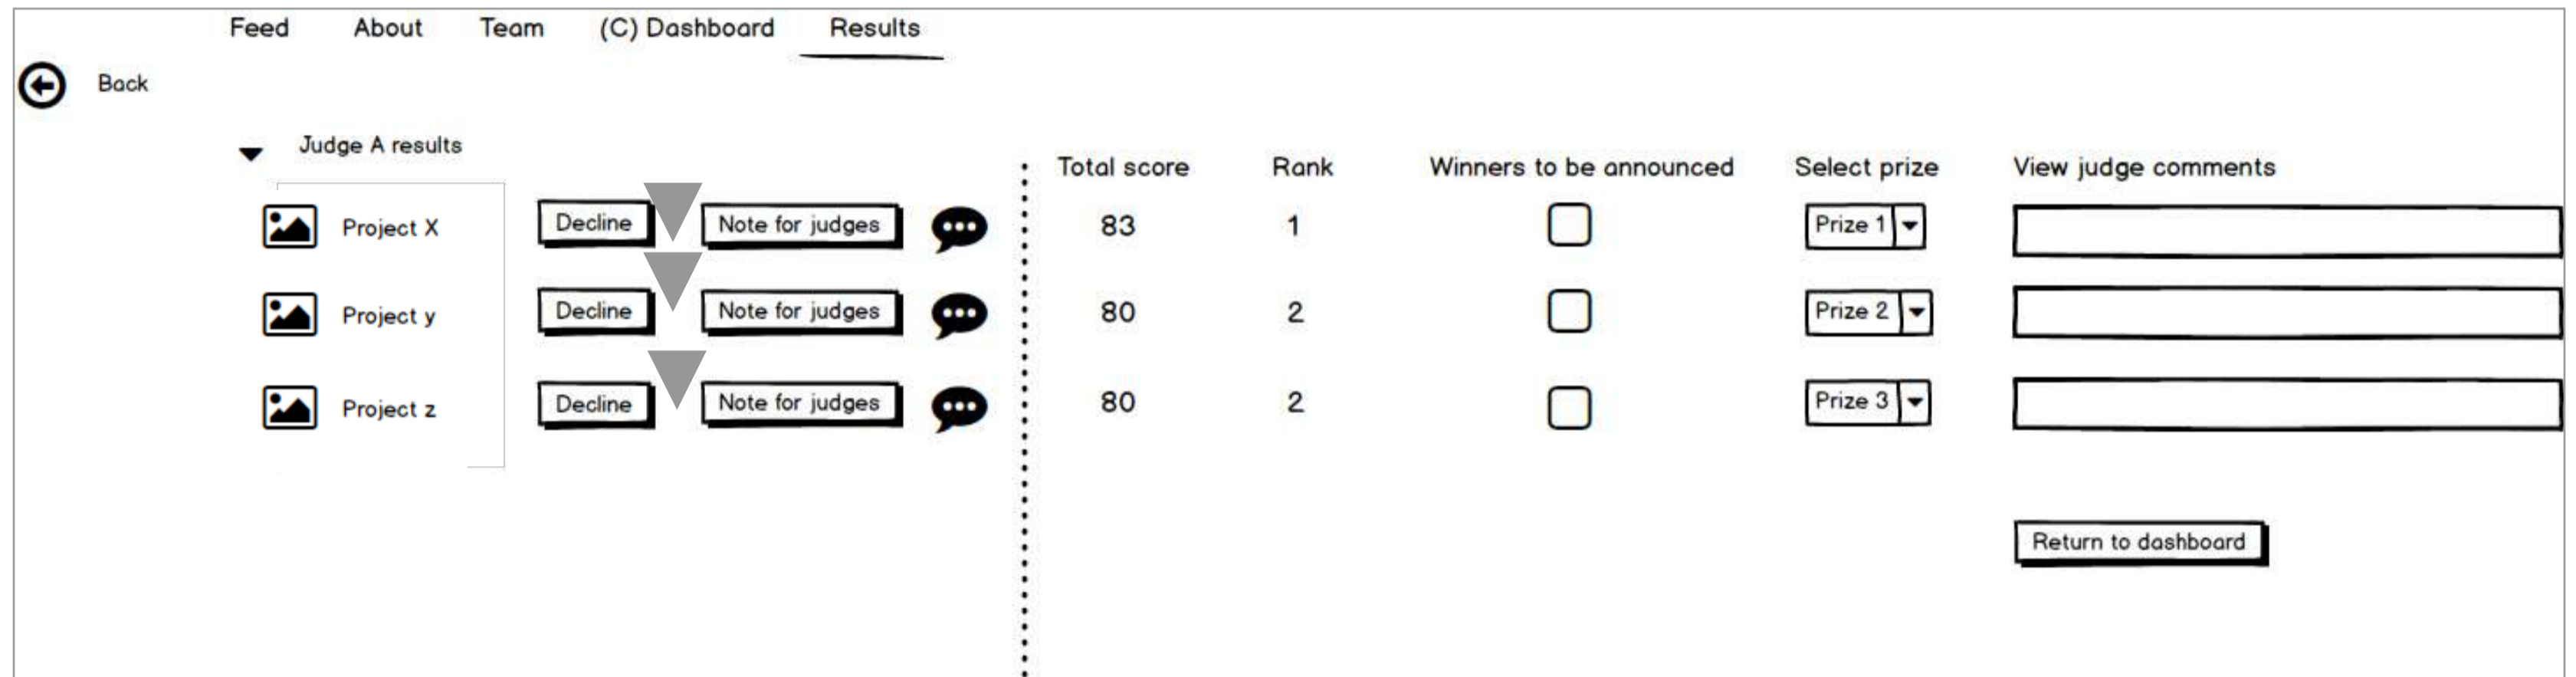 Feed About Team (C) Dashboard Results
Back
Judge A results
Total score Rank Winners to be announced Select prize View judge comments
Project X Decline Note for judges 83 1 Prize 1
Project y Decline Note for judges 80 2 Prize 2
Project z Decline Note for judges 80 2 Prize 3
Return to dashboard